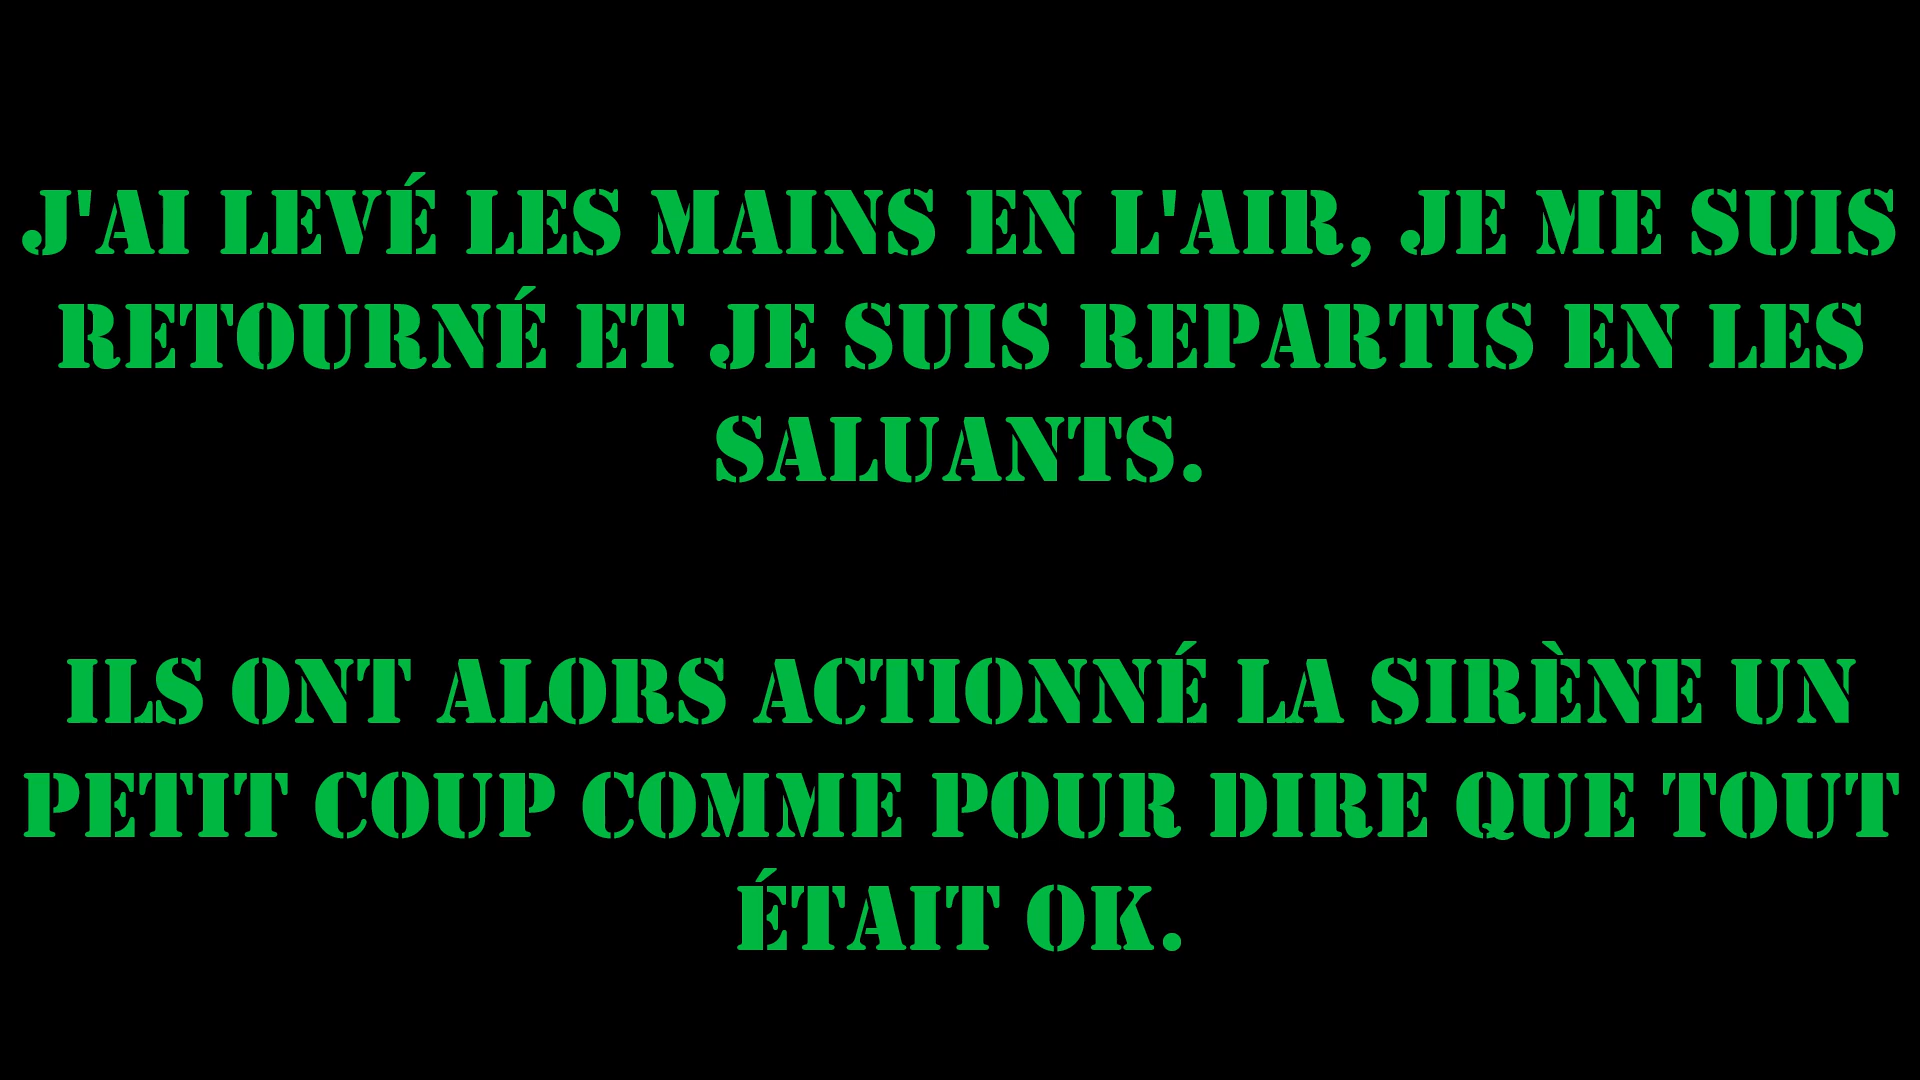 J'AI LEVÉ LES MAINS EN L'AIR, JE ME SUIS
RETOURNÉ ET JE SUIS REPARTIS EN LES
SALUANTS.
ILS ONT ALORS ACTIONNÉ LA SIRÈNE UN
PETIT COUP COMME POUR DIRE QUE TOUT
ÉTAIT OK.